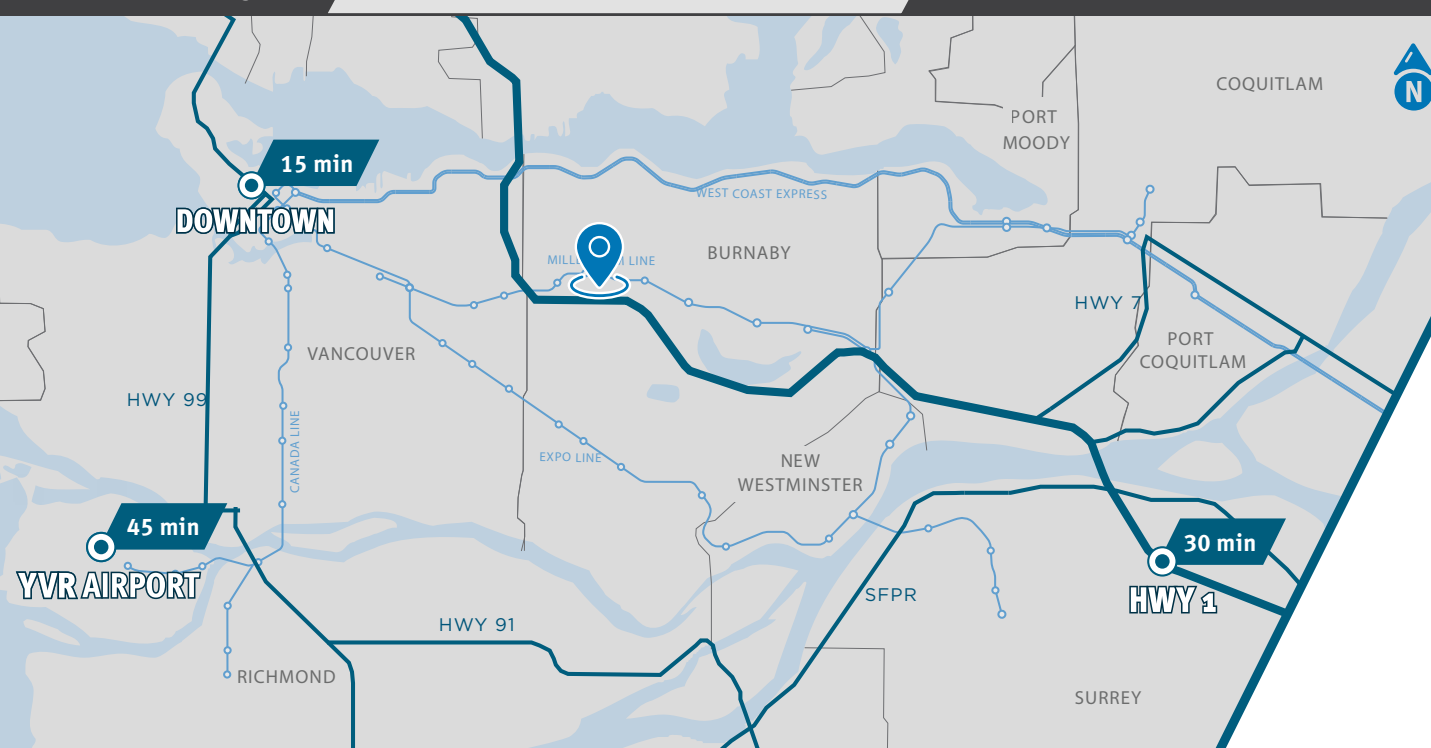 COQUITLAM
N
PORT
MOODY
15 min
DOWNTOWN
WEST COAST EXPRESS
BURNABY
LINE
HWY 7
PORT
COQUITLAM
VANCOUVER
HWY 99
CANADA LINE
EXPO LINE
NEW
WESTMINSTER
45 min
YVR AIRPORT
30 min
HWY 1
SFPR
HWY 91
RICHMOND
SURREY